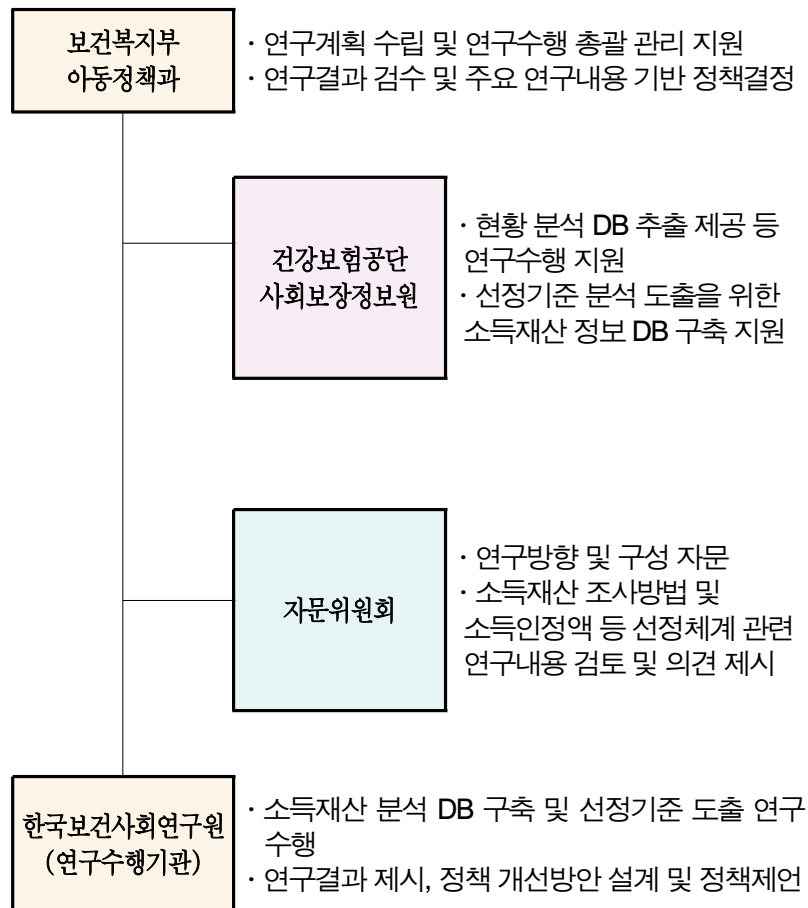 보건복지부
아동정책과
· 연구계획 수립 및 연구수행 총괄 관리 지원
· 연구결과 검수 및 주요 연구내용 기반 정책결정
건강보험공단
사회보장정보원
· 현황 분석 DB 추출 제공 등
연구수행 지원
· 선정기준 분석 도출을 위한
소득재산 정보 DB 구축 지원
자문위원회
· 연구방향 및 구성 자문
· 소득재산 조사방법 및
소득인정액 등 선정체계 관련
연구내용 검토 및 의견 제시
한국보건사회연구원
(연구수행기관)
· 소득재산 분석 DB 구축 및 선정기준 도출 연구
수행
· 연구결과 제시, 정책 개선방안 설계 및 정책제언